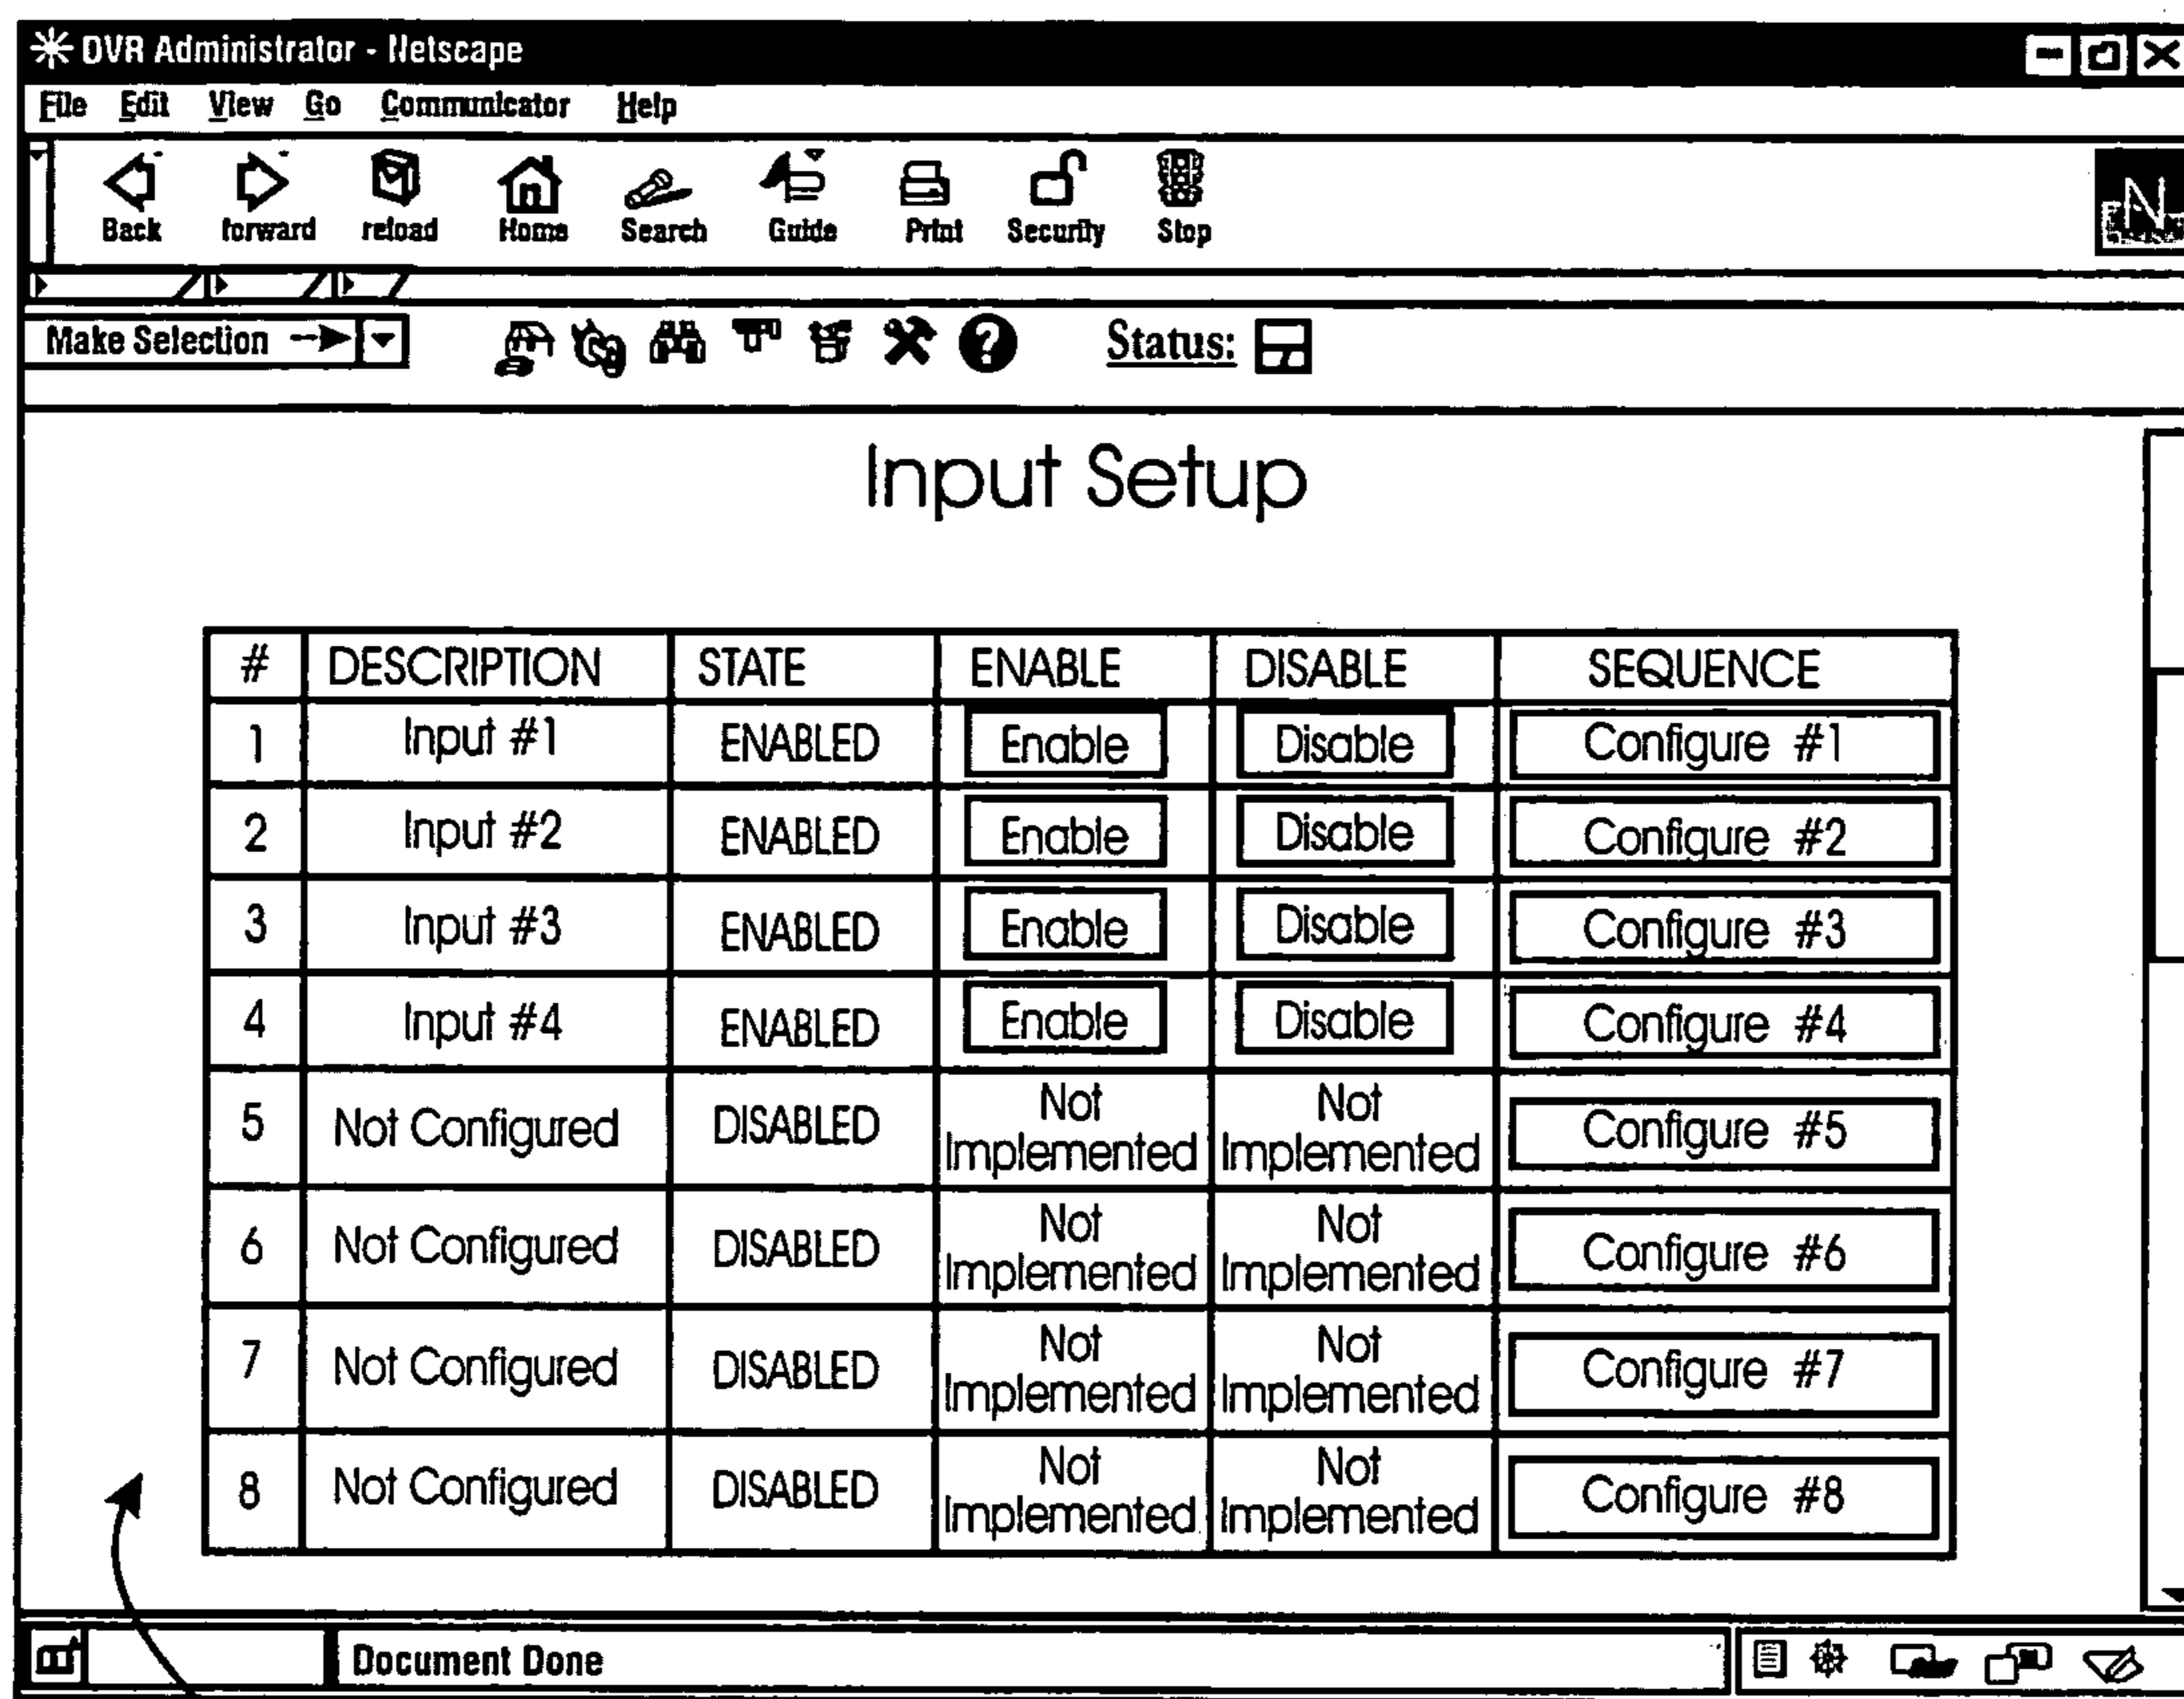 DVR Administrator - Netscape
File Edit View Go Communicator Help
Back forward reload Home Search Guide Print Security Stop
N
Make Selection Status:
Input Setup
# DESCRIPTION STATE ENABLE DISABLE SEQUENCE
1 Input #1 ENABLED Enable Disable Configure #1
2 Input #2 ENABLED Enable Disable Configure #2
3 Input #3 ENABLED Enable Disable Configure #3
4 Input #4 ENABLED Enable Disable Configure #4
5 Not Configured DISABLED Not Implemented Not Implemented Configure #5
6 Not Configured DISABLED Not Implemented Not Implemented Configure #6
7 Not Configured DISABLED Not Implemented Not Implemented Configure #7
8 Not Configured DISABLED Not Implemented Not Implemented Configure #8
Document Done